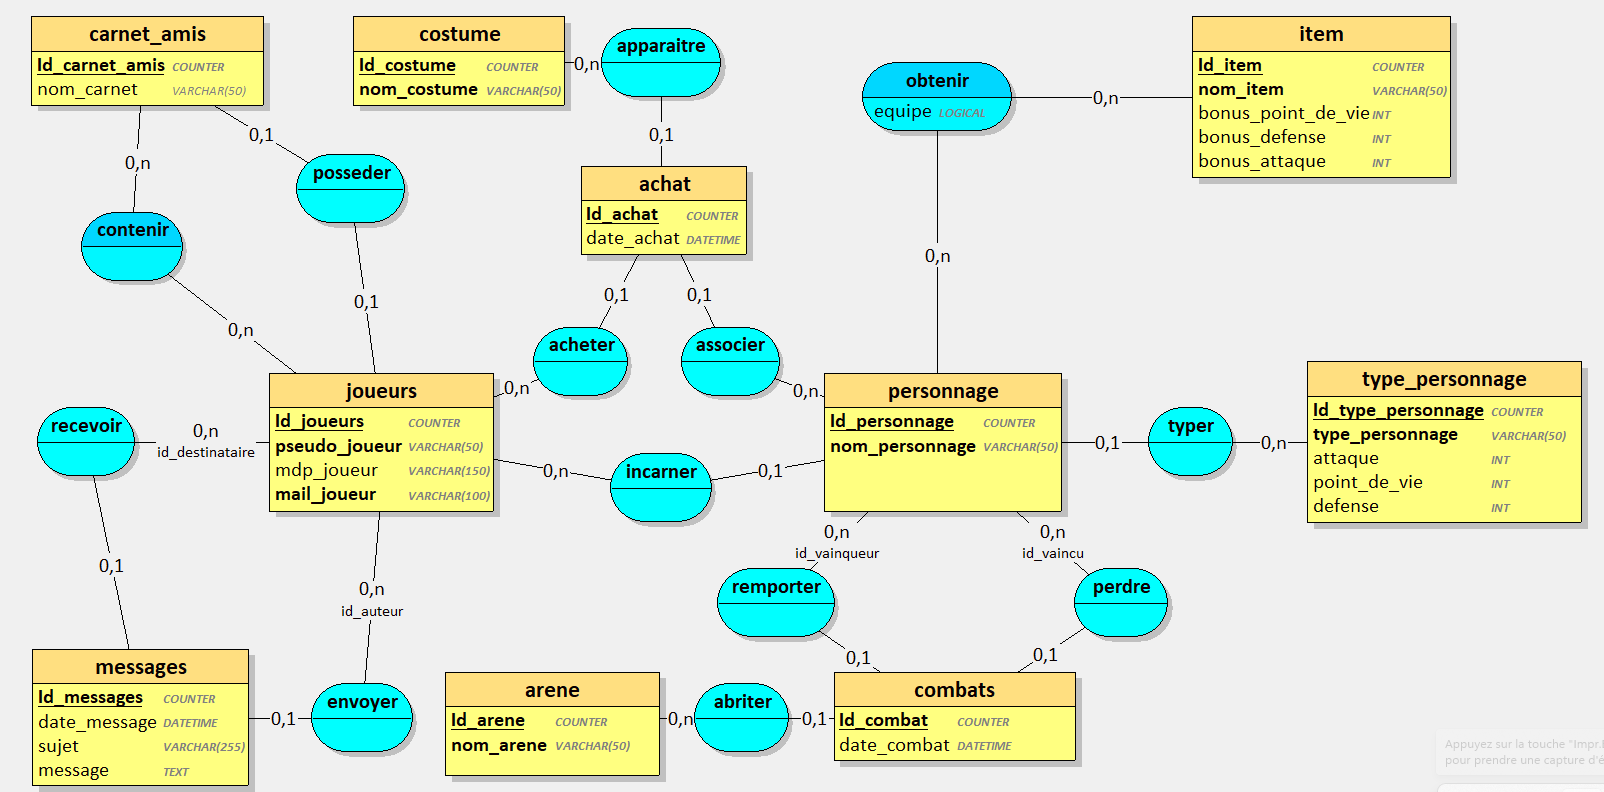 carnet_amis
Id_carnet_amis COUNTER
nom_carnet VARCHAR(50)
costume
Id_costume COUNTER
nom_costume VARCHAR(50)
0,n
apparaitre
0,1
obtenir
equipe LOGICAL
0,n
0,n
item
Id_item COUNTER
nom_item VARCHAR(50)
bonus_point_de_vie INT
bonus_defense INT
bonus_attaque INT
0,n
0,1
posseder
0,1
contenir
0,n
achat
Id_achat COUNTER
date_achat DATETIME
0,1
0,1
acheter
associer
0,n
0,n
joueurs
Id_joueurs COUNTER
pseudo_joueur VARCHAR(50)
mdp_joueur VARCHAR(150)
mail_joueur VARCHAR(100)
personnage
Id_personnage COUNTER
nom_personnage VARCHAR(50)
0,1
typer
0,n
type_personnage
Id_type_personnage COUNTER
type_personnage VARCHAR(50)
attaque INT
point_de_vie INT
defense INT
recevoir
0,n
id_destinataire
0,n
incarner
0,1
0,1
0,n
id_auteur
0,n
id_vainqueur
0,n
id_vaincu
remporter
perdre
0,1
0,1
messages
Id_messages COUNTER
date_message DATETIME
sujet VARCHAR(255)
message TEXT
0,1
envoyer
arene
Id_arene COUNTER
nom_arene VARCHAR(50)
0,n
abriter
0,1
combats
Id_combat COUNTER
date_combat DATETIME
Appuyez sur la touche "Impr.
pour prendre une capture d'é